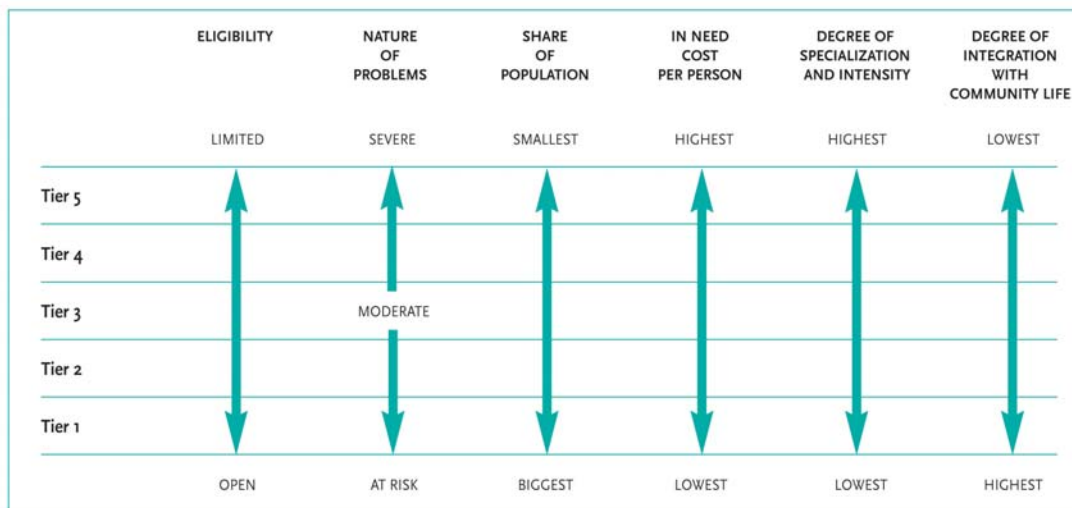 ELIGIBILITY
NATURE
OF
PROBLEMS
SHARE
OF
POPULATION
IN NEED
COST
PER PERSON
DEGREE OF
SPECIALIZATION
AND INTENSITY
DEGREE OF
INTEGRATION
WITH
COMMUNITY LIFE
LIMITED
SEVERE
SMALLEST
HIGHEST
HIGHEST
LOWEST
Tier 5
Tier 4
Tier 3
MODERATE
Tier 2
Tier 1
OPEN
AT RISK
BIGGEST
LOWEST
LOWEST
HIGHEST